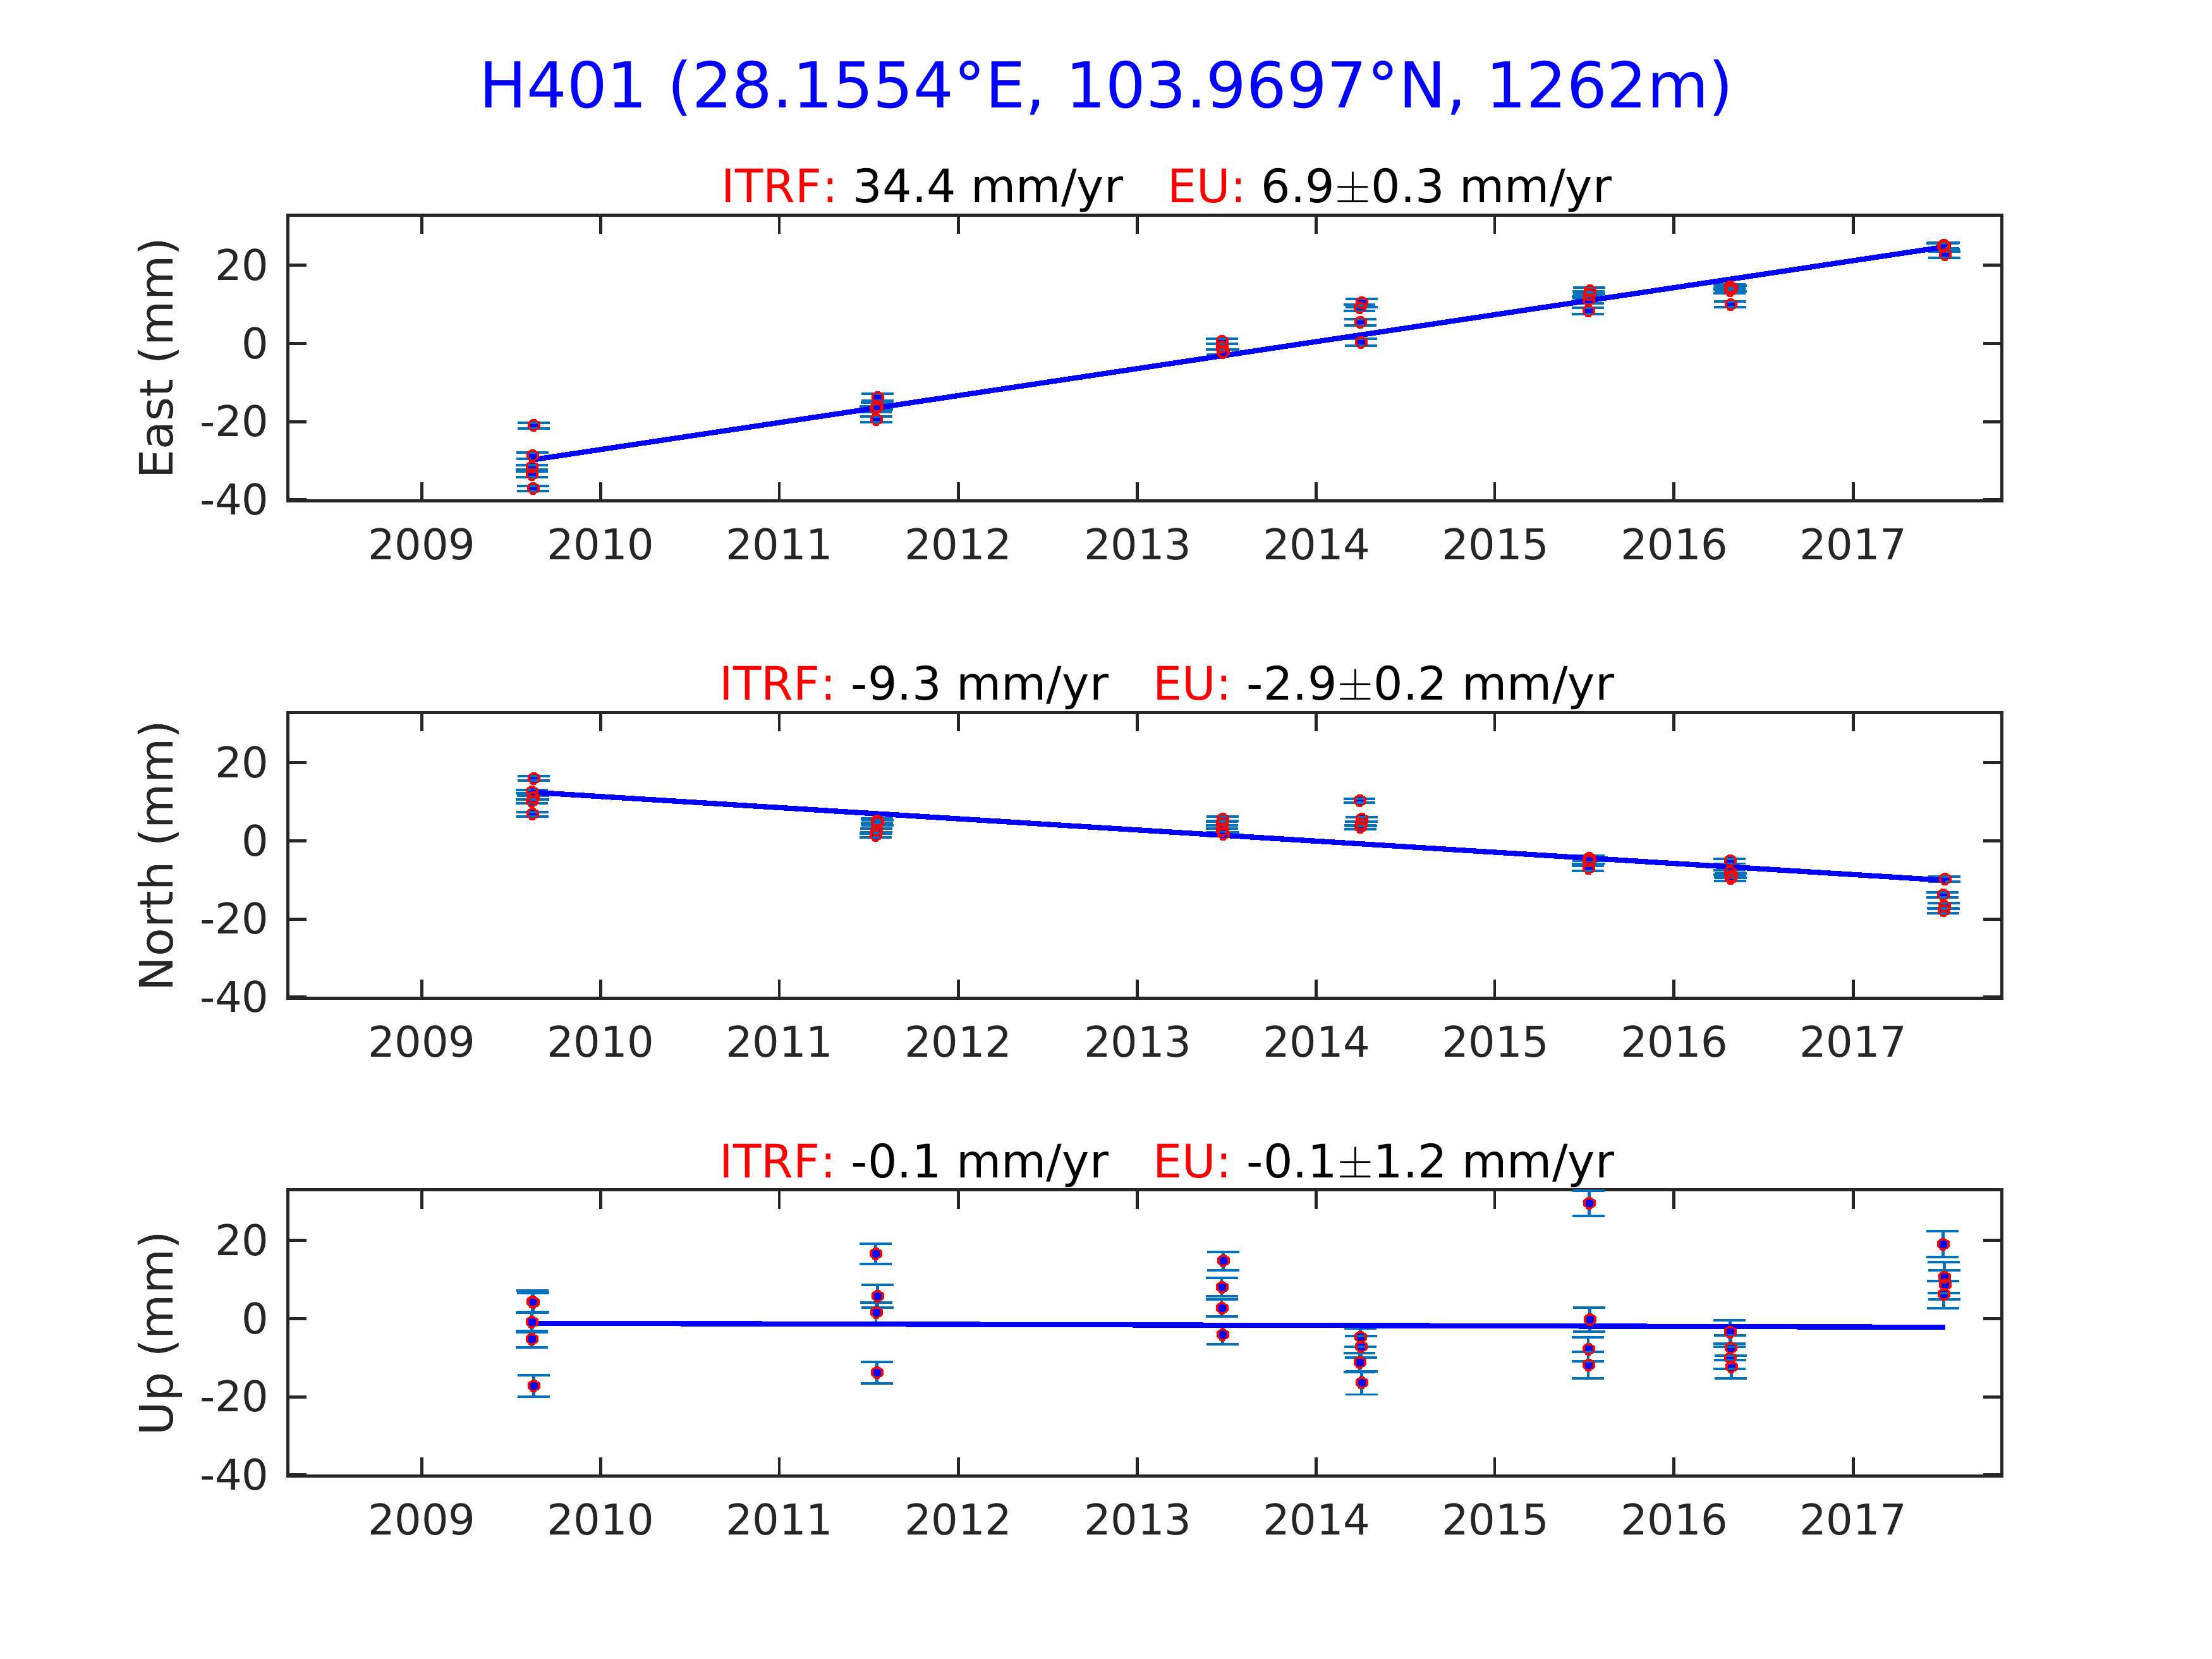 H401 (28.1554°E, 103.9697°N, 1262m)
ITRF: 34.4 mm/yr EU: 6.9±0.3 mm/yr
East (mm)
20
0
-20
-40
2009 2010 2011 2012 2013 2014 2015 2016 2017
ITRF: -9.3 mm/yr EU: -2.9±0.2 mm/yr
North (mm)
20
0
-20
-40
2009 2010 2011 2012 2013 2014 2015 2016 2017
ITRF: -0.1 mm/yr EU: -0.1±1.2 mm/yr
Up (mm)
20
0
-20
-40
2009 2010 2011 2012 2013 2014 2015 2016 2017